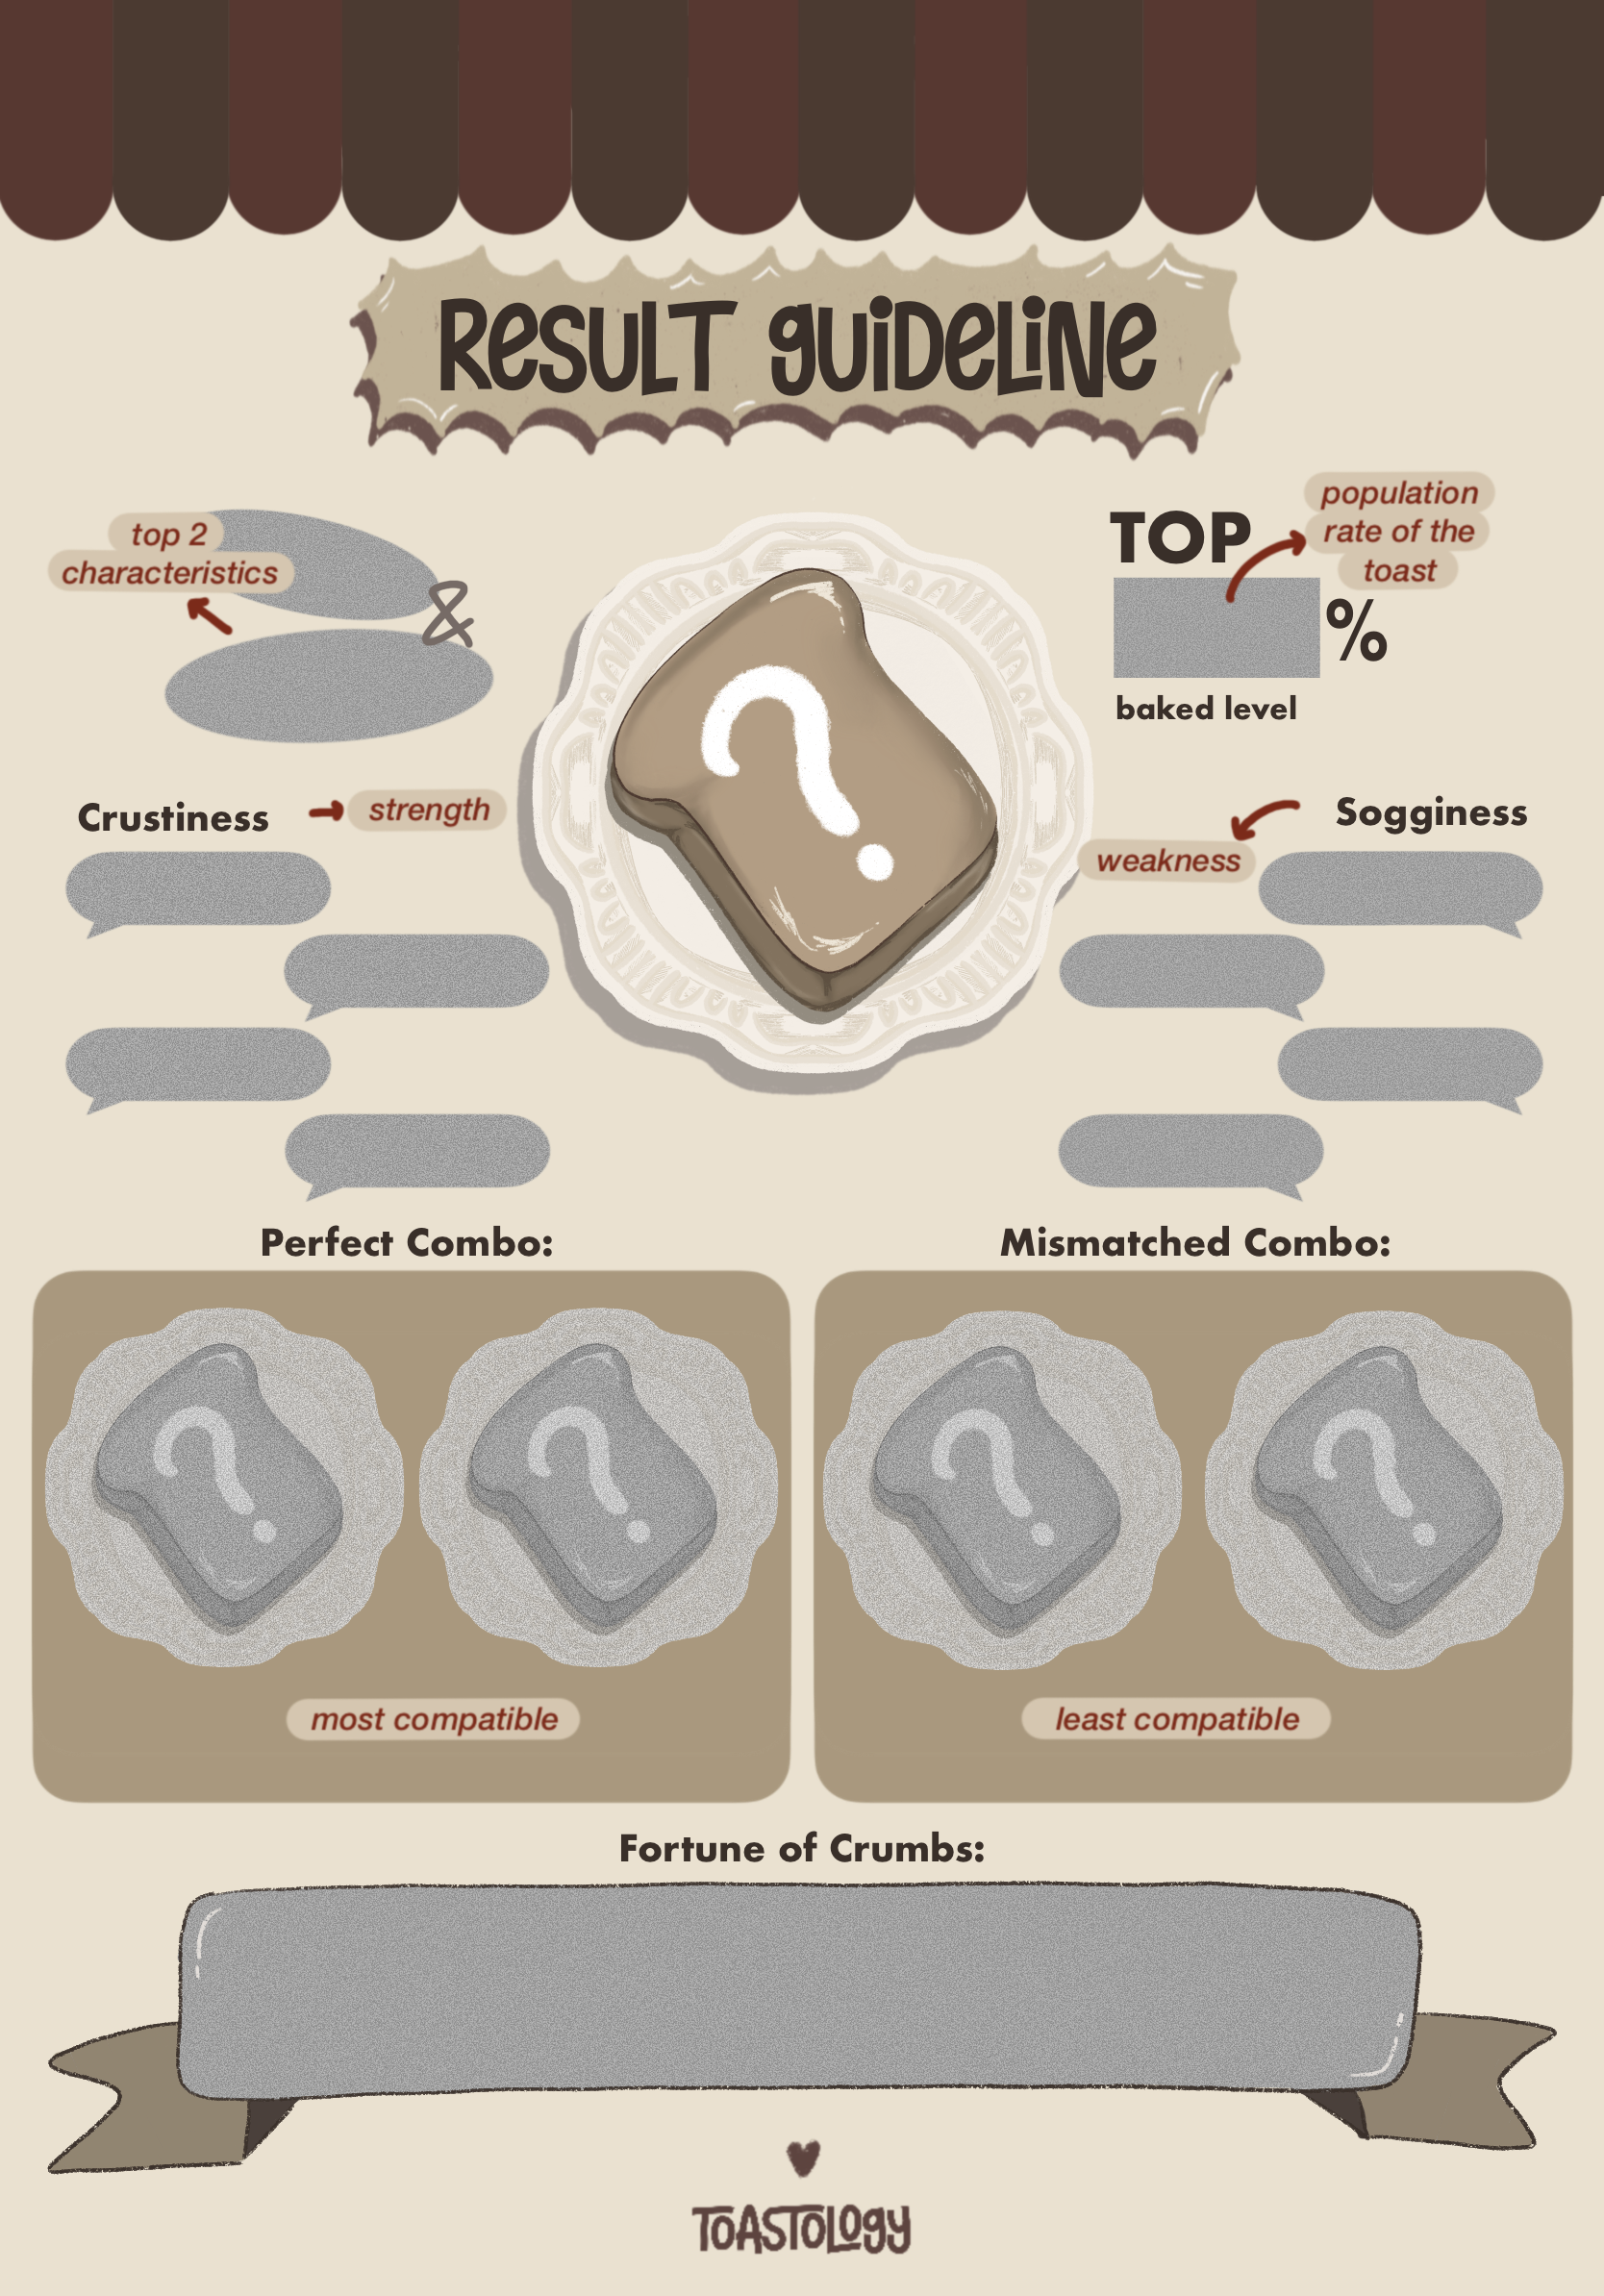 ReSULT guiDeLiNe
top 2
characteristics
&
TOP
%
baked level
population
rate of the
toast
Crustiness
strength
Sogginess
weakness
?
Perfect Combo:
? ?
most compatible
Mismatched Combo:
? ?
least compatible
Fortune of Crumbs:
TOASTOLOgy